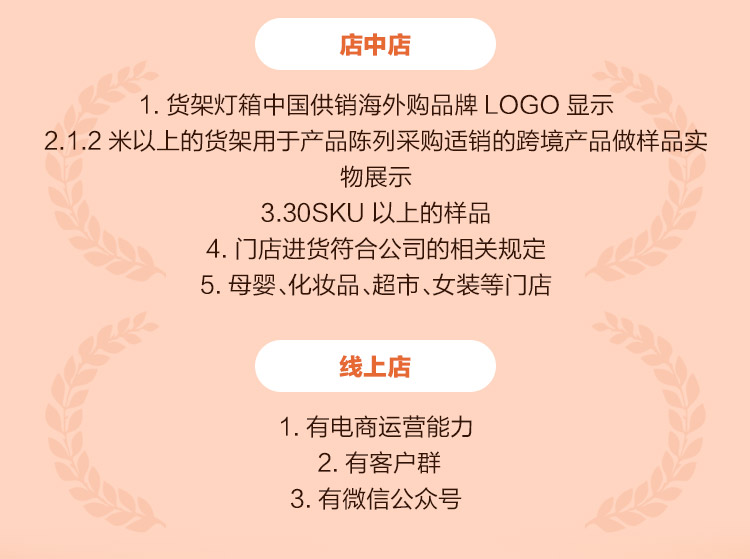 店中店
1. 货架灯箱中国供销海外购品牌 LOGO 显示
2.1.2 米以上的货架用于产品陈列采购适销的跨境产品做样品实
物展示
3.30SKU 以上的样品
4. 门店进货符合公司的相关规定
5. 母婴、化妆品、超市、女装等门店
线上店
1. 有电商运营能力
2. 有客户群
3. 有微信公众号